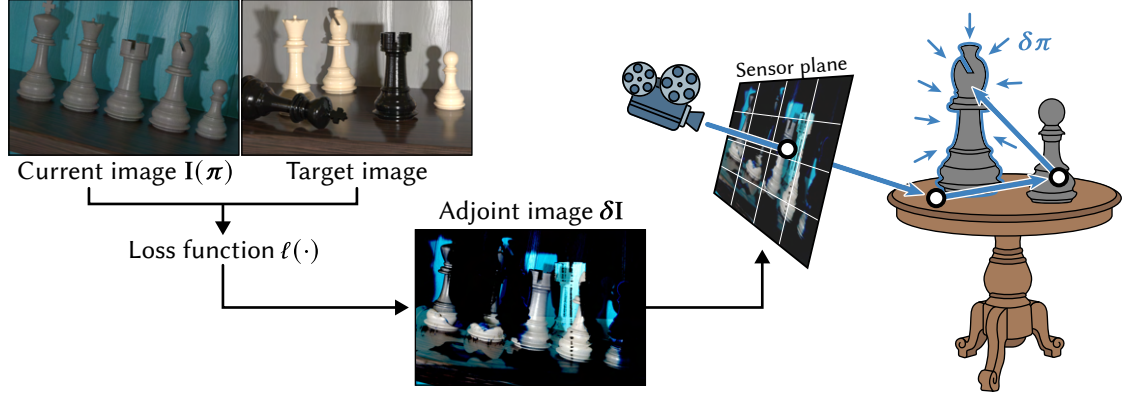 Current image I(π)
Target image
Loss function ℓ(·)
Adjoint image δI
Sensor plane
δπ